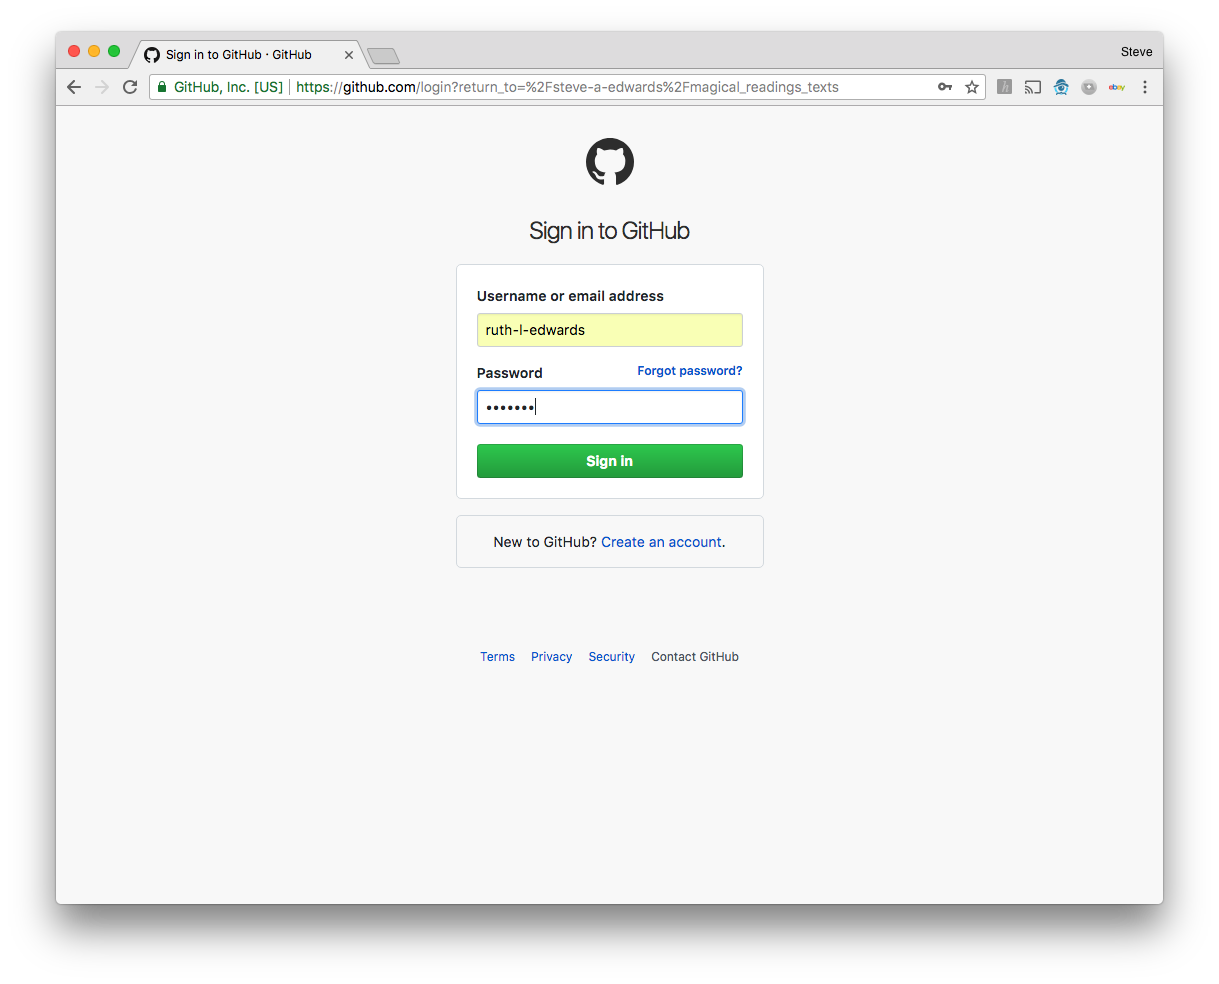 Sign in to GitHub · GitHub
Steve
GitHub, Inc. [US] https://github.com/login?return_to=%2Fsteve-a-edwards%2Fmagical_readings_texts
h
ebay
Sign in to GitHub
Username or email address
ruth-l-edwards
Password Forgot password?
•••••••
Sign in
New to GitHub? Create an account.
Terms Privacy Security Contact GitHub